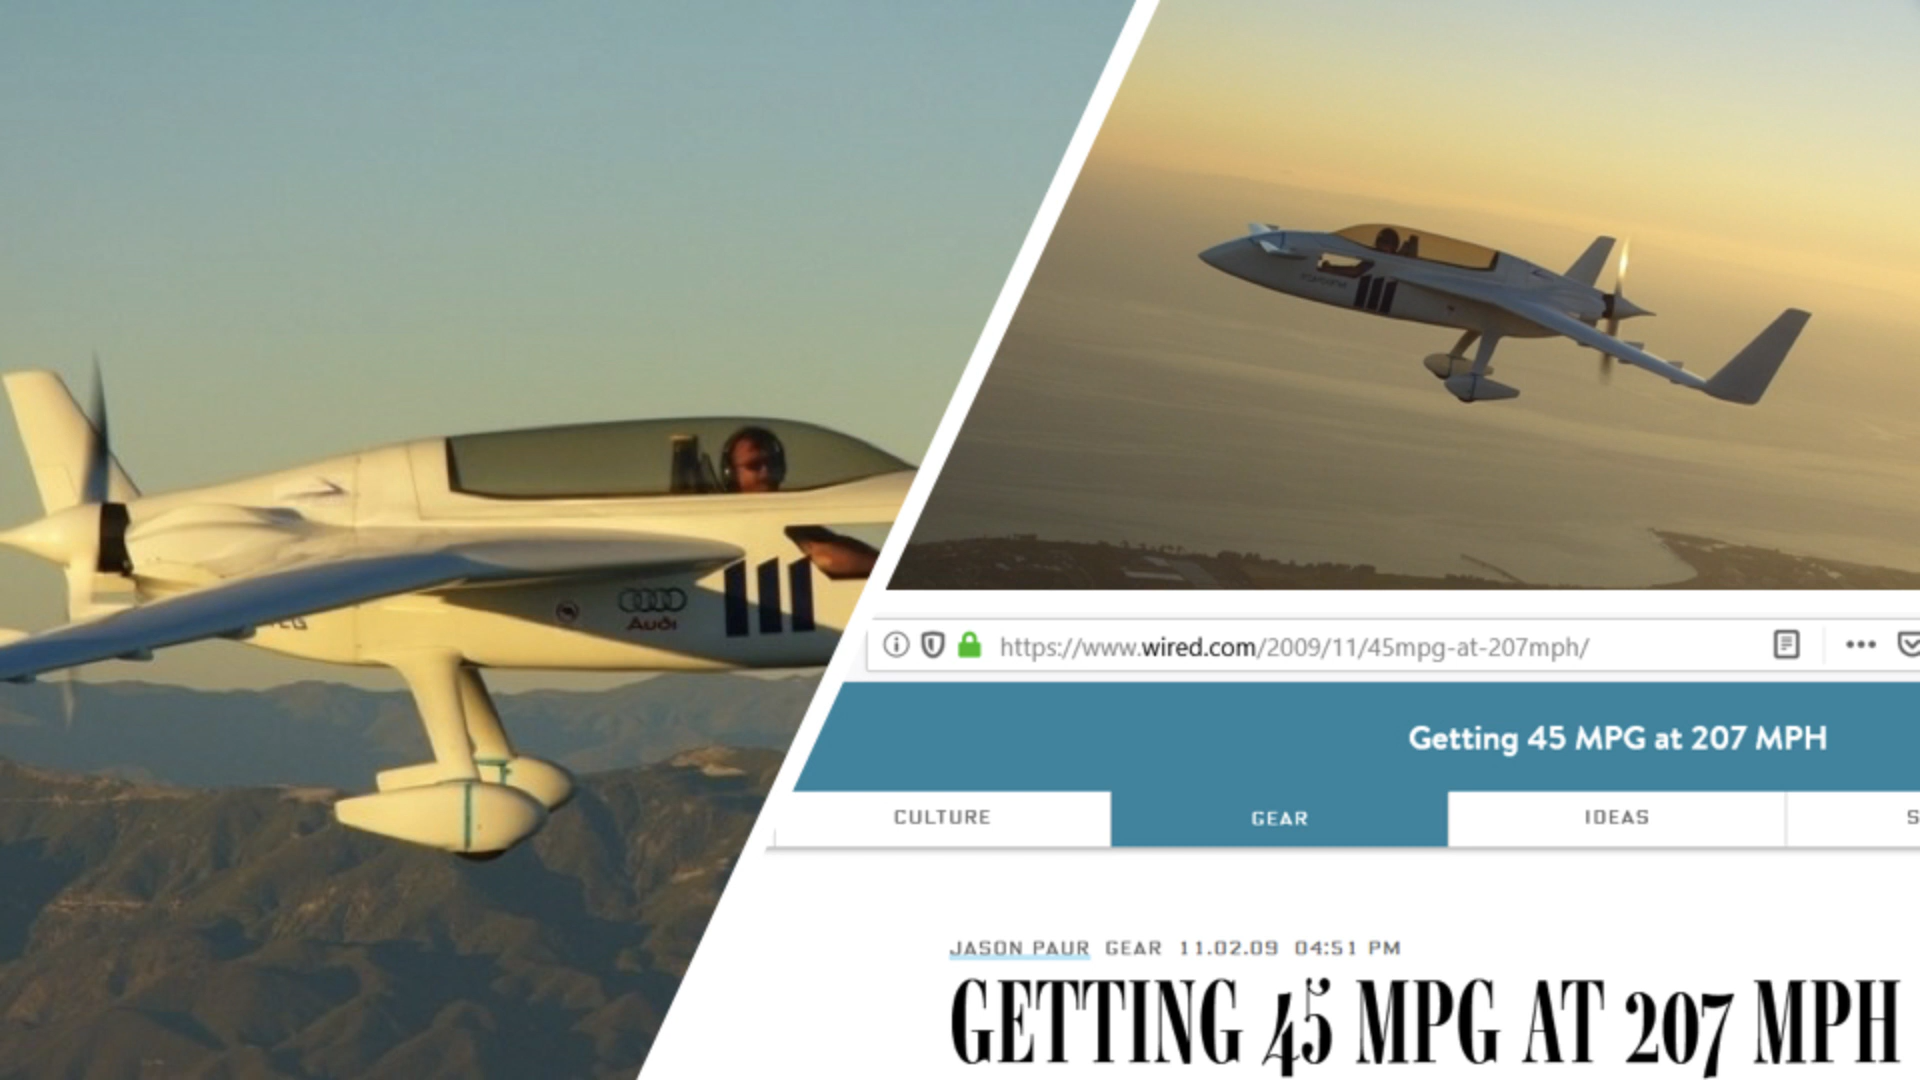 Audi
https://www.wired.com/2009/11/45mpg-at-207mph/
Getting 45 MPG at 207 MPH
CULTURE GEAR IDEAS S
JASON PAUR GEAR 11.02.09 04:51 PM
GETTING 45 MPG AT 207 MPH